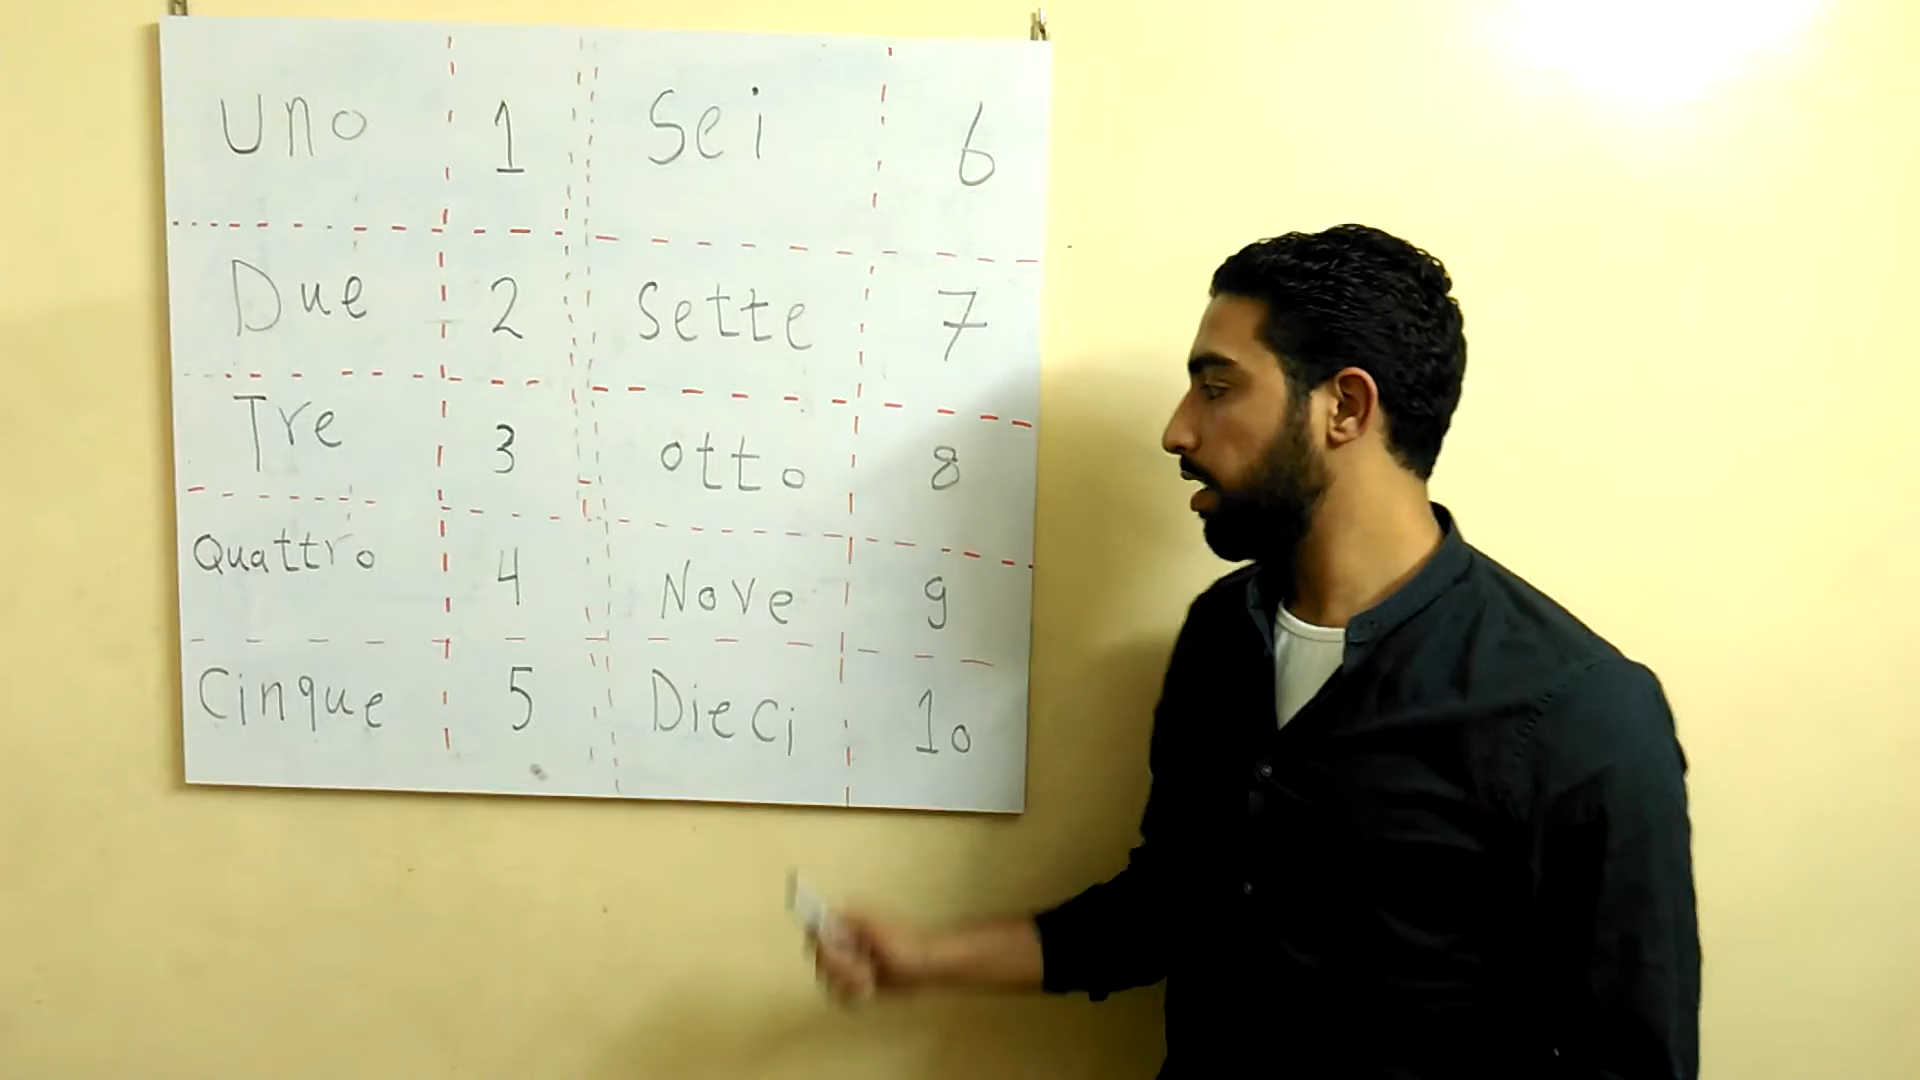 Uno 1 Sei 6
Due 2 Sette 7
Tre 3 otto 8
Quattro 4 Nove 9
Cinque 5 Dieci 10